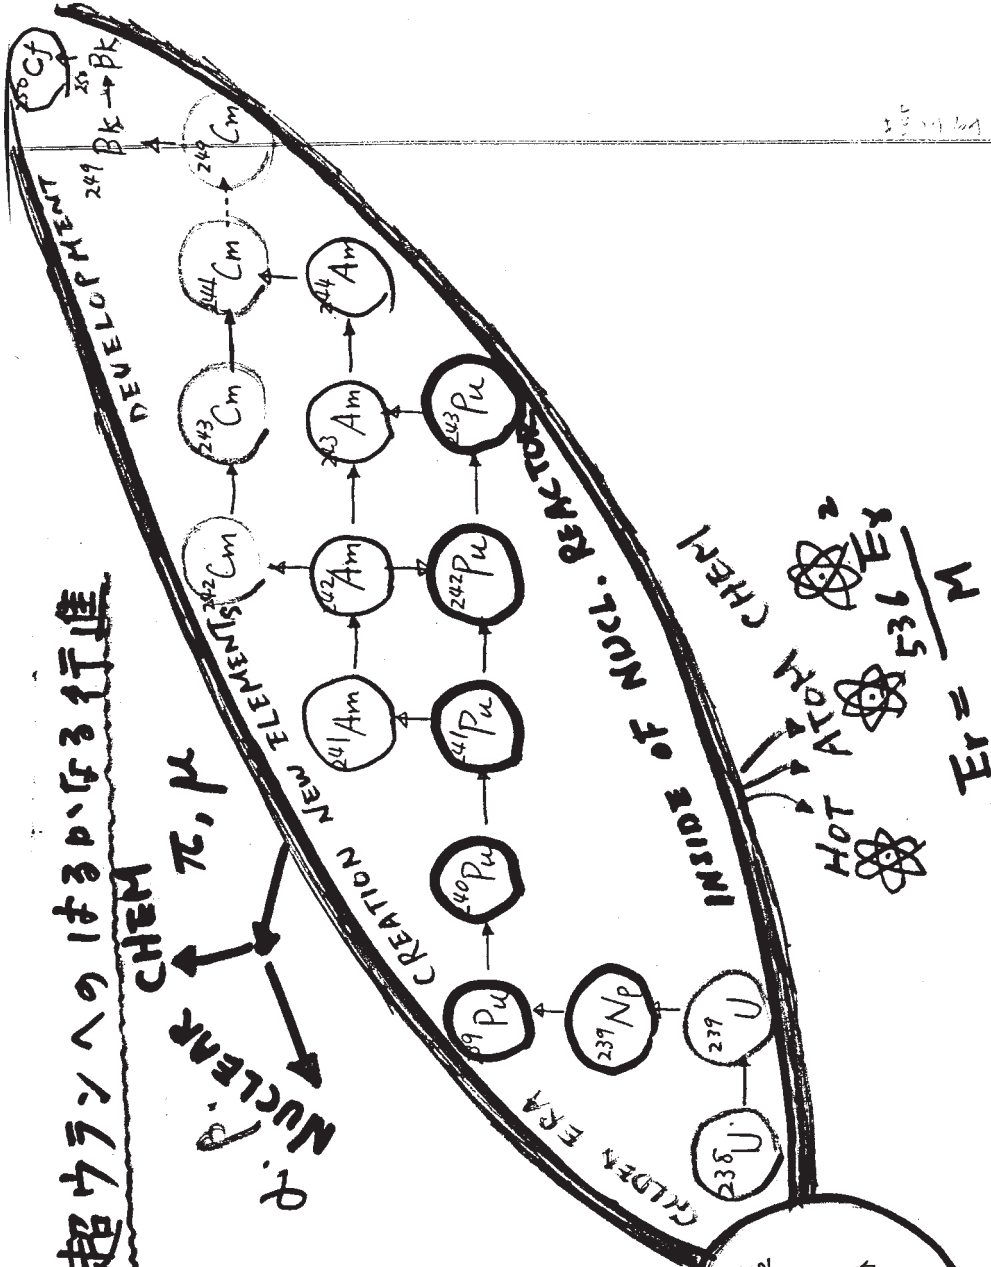 超ウランへのはるかなる行進
CHEM
π, μ
NUCLEAR
P.
GOLDEN ERA
CREATION NEW ELEMENTS
DEVELOPMENT
250Cf
249Bk → 250Bk
242Cm
243Cm
244Cm
249Cm
241Am
242Am
243Am
244Am
239Pu
240Pu
241Pu
242Pu
243Pu
239Np
238U
239U
INSIDE OF NUCL. REACTOR
HOT
ATOM
CHEM
Er = 536 Eγ² / M